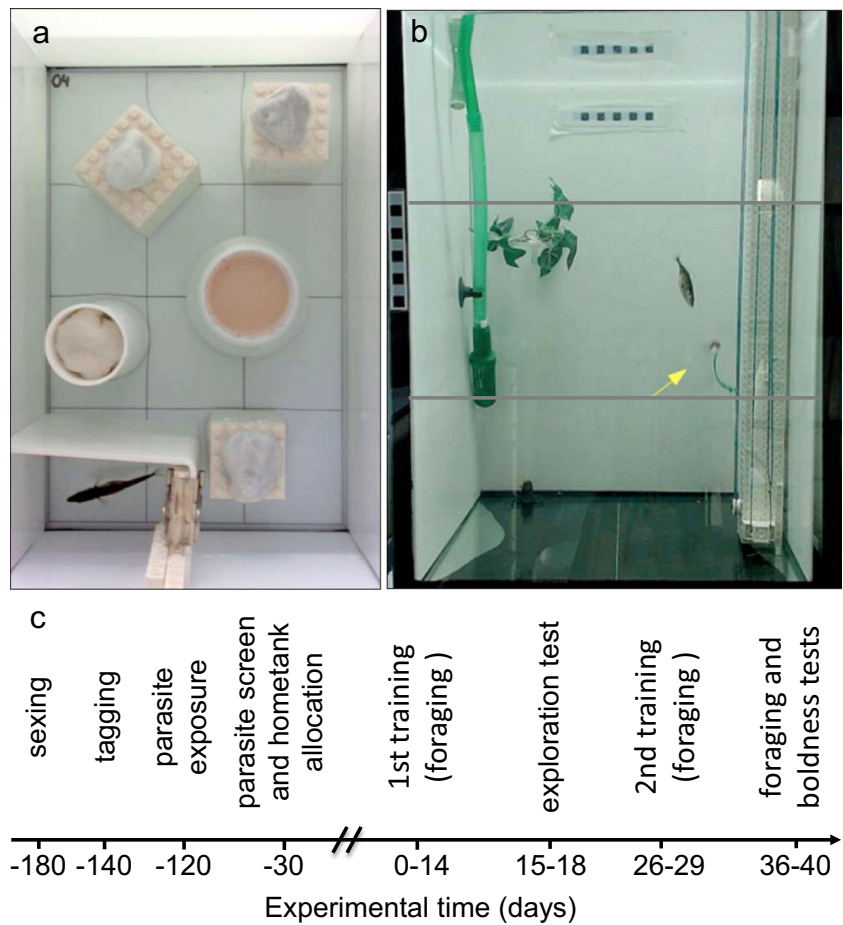 a
04
b
c
sexing
tagging
parasite
exposure
parasite screen
and hometank
allocation
1st training
(foraging )
exploration test
2nd training
(foraging )
foraging and
boldness tests
-180
-140
-120
-30
0-14
15-18
26-29
36-40
Experimental time (days)